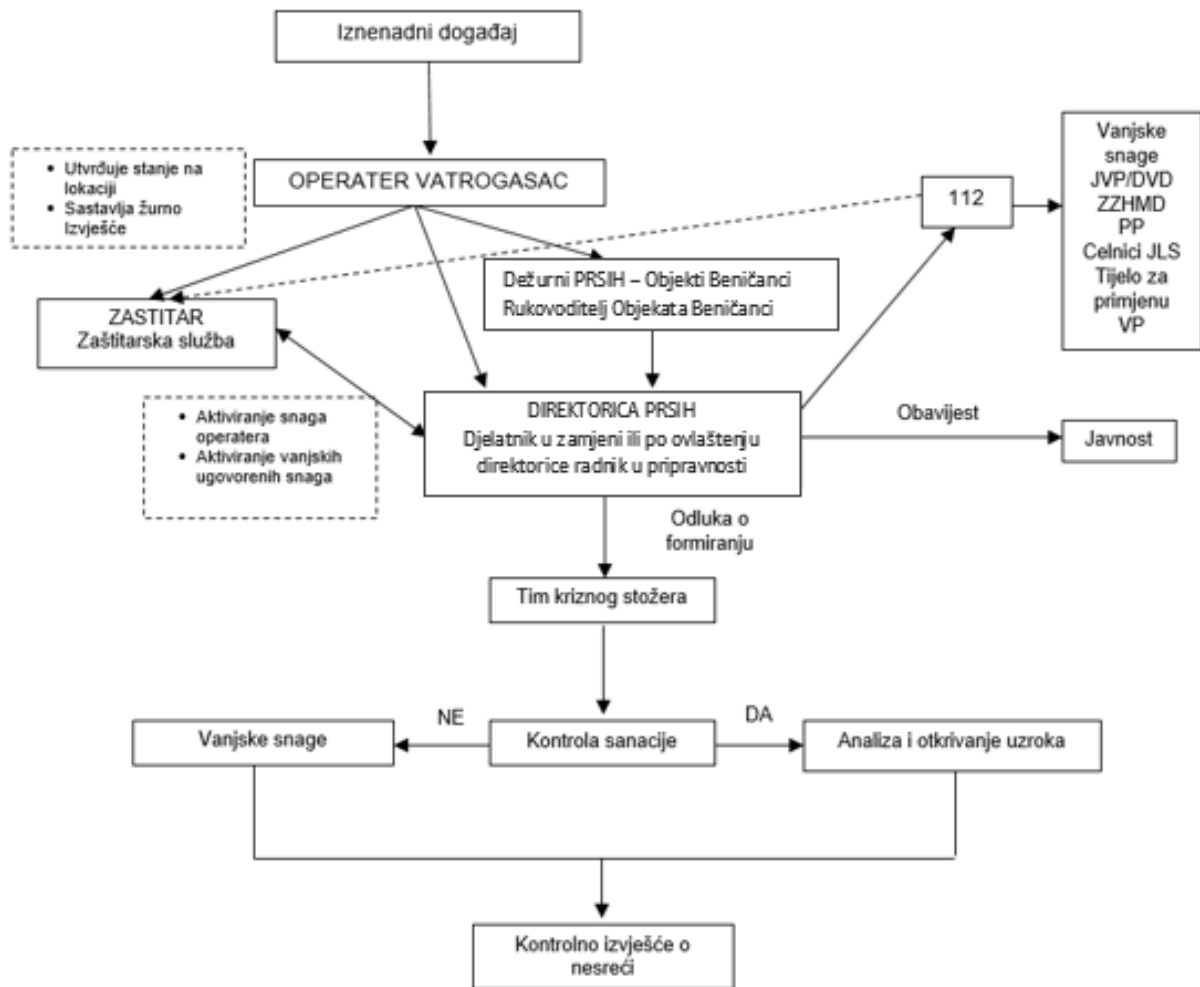 Iznenadni događaj
• Utvrđuje stanje na
lokaciji
• Sastavlja žurno
Izvješće
OPERATER VATROGASAC
112
Vanjske
snage
JVP/DVD
ZZHMD
PP
Celnici JLS
Tijelo za
primjenu
VP
Dežurni PRSIH – Objekti Beničanci
Rukovoditelj Objekata Beničanci
ZASTITAR
Zaštitarska služba
• Aktiviranje snaga
operatera
• Aktiviranje vanjskih
ugovorenih snaga
DIREKTORICA PRSIH
Djelatnik u zamjeni ili po ovlaštenju
direktorice radnik u pripravnosti
Obavijest
Javnost
Odluka o
formiranju
Tim kriznog stožera
NE
DA
Vanjske snage
Kontrola sanacije
Analiza i otkrivanje uzroka
Kontrolno izvješće o
nesreći